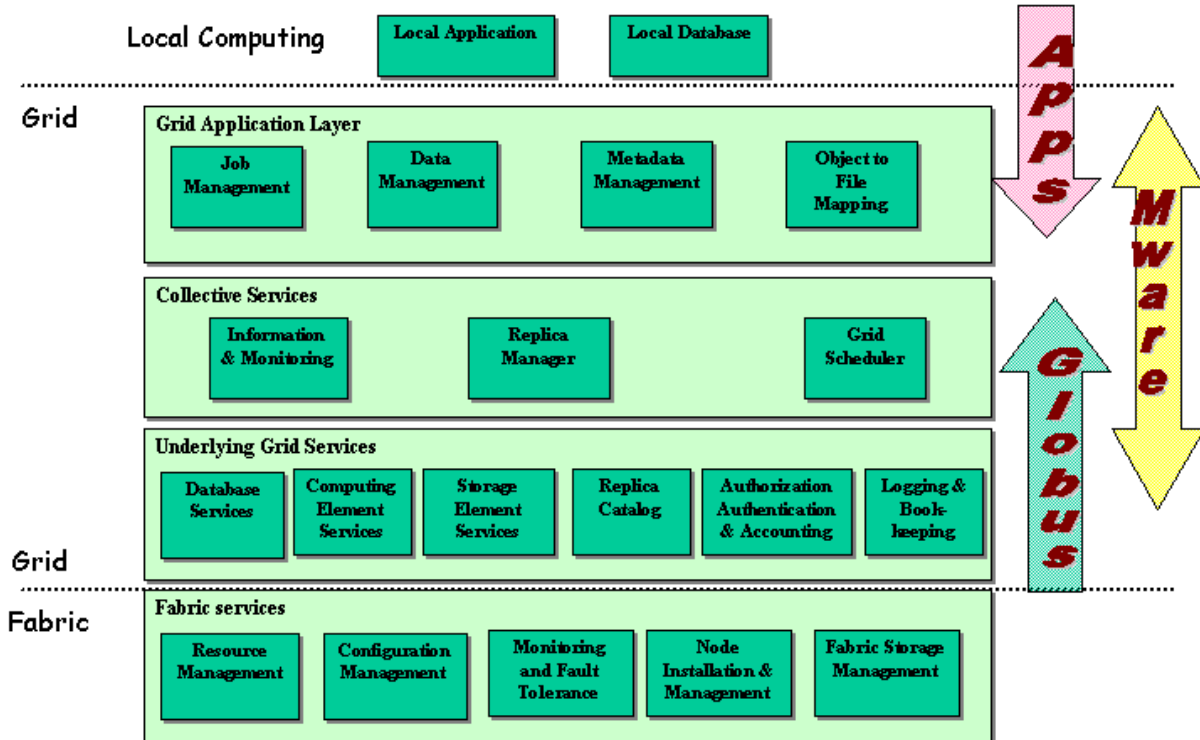 Local Computing
Local Application
Local Database
Grid
Grid Application Layer
Job
Management
Data
Management
Metadata
Management
Object to
File
Mapping
Apps
Mware
Collective Services
Information
& Monitoring
Replica
Manager
Grid
Scheduler
Globus
Underlying Grid Services
Database
Services
Computing
Element
Services
Storage
Element
Services
Replica
Catalog
Authorization
Authentication
& Accounting
Logging &
Book-
keeping
Grid
Fabric
Fabric services
Resource
Management
Configuration
Management
Monitoring
and Fault
Tolerance
Node
Installation &
Management
Fabric Storage
Management